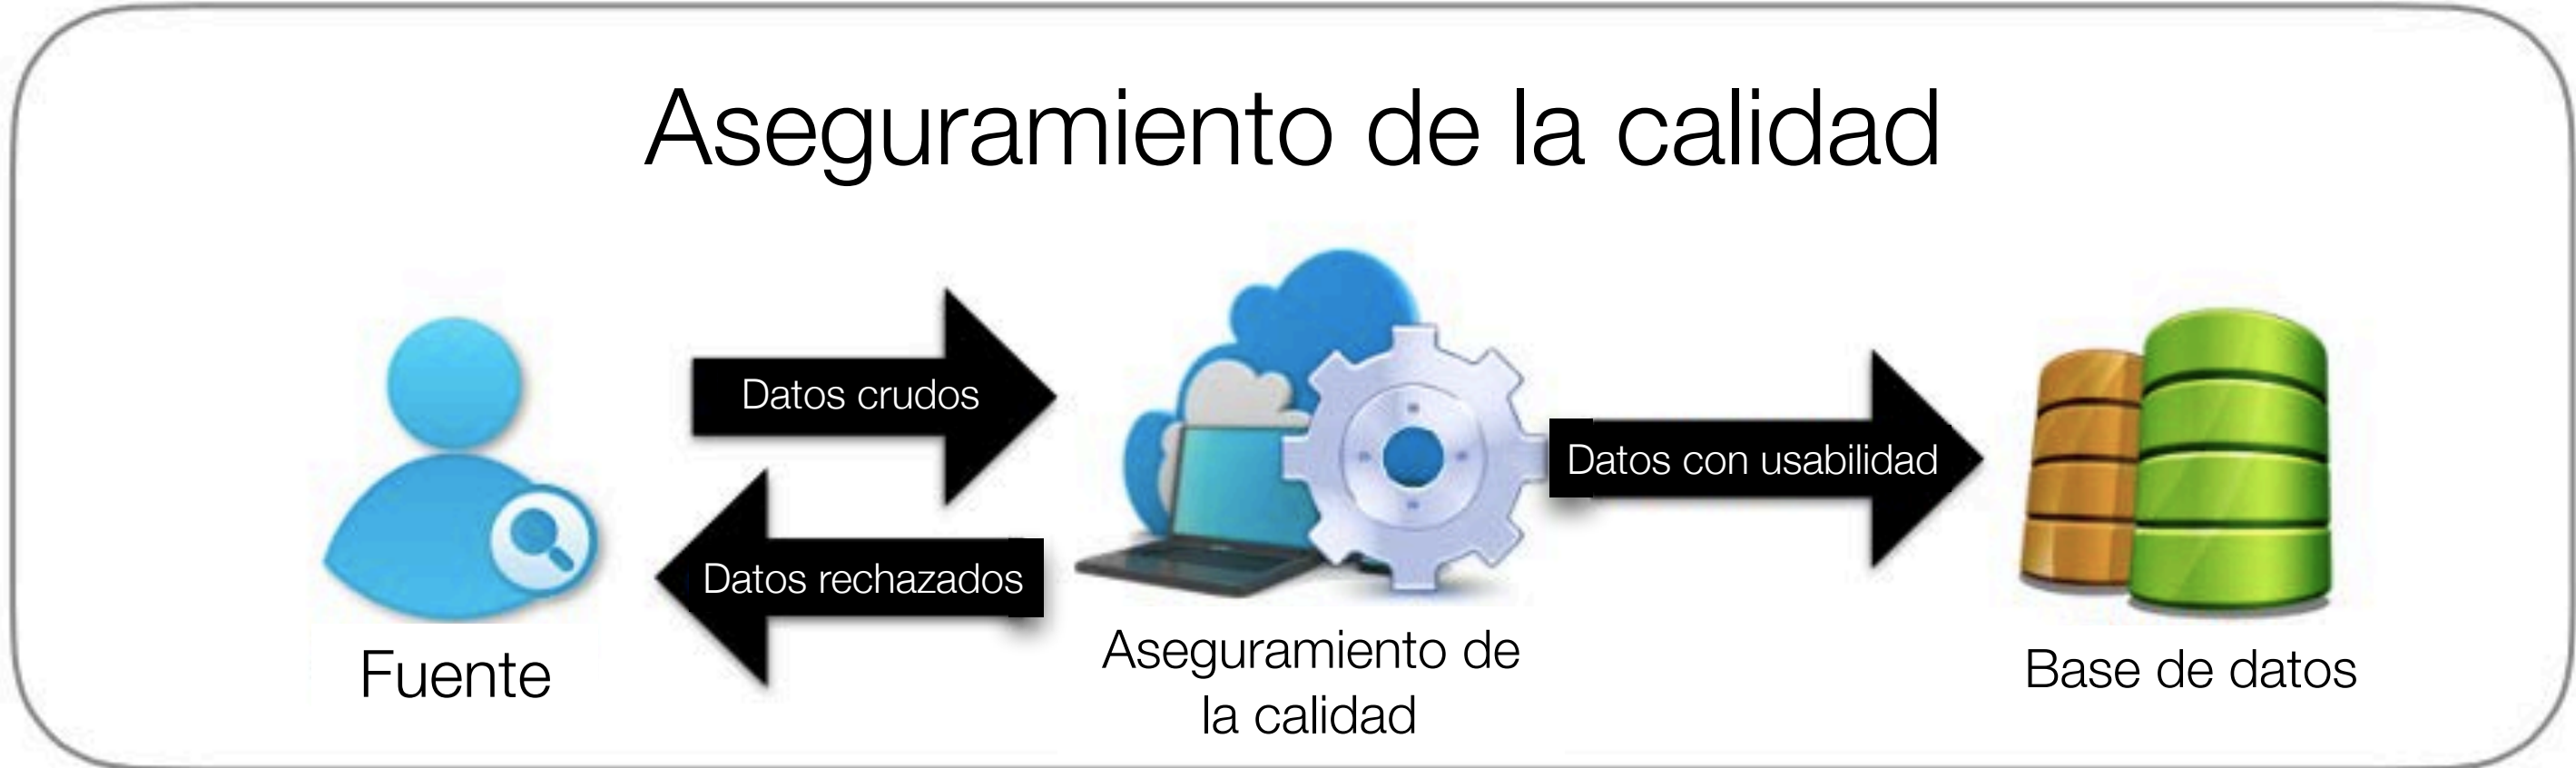 Aseguramiento de la calidad
Datos crudos
Datos con usabilidad
Datos rechazados
Fuente
Aseguramiento de
la calidad
Base de datos